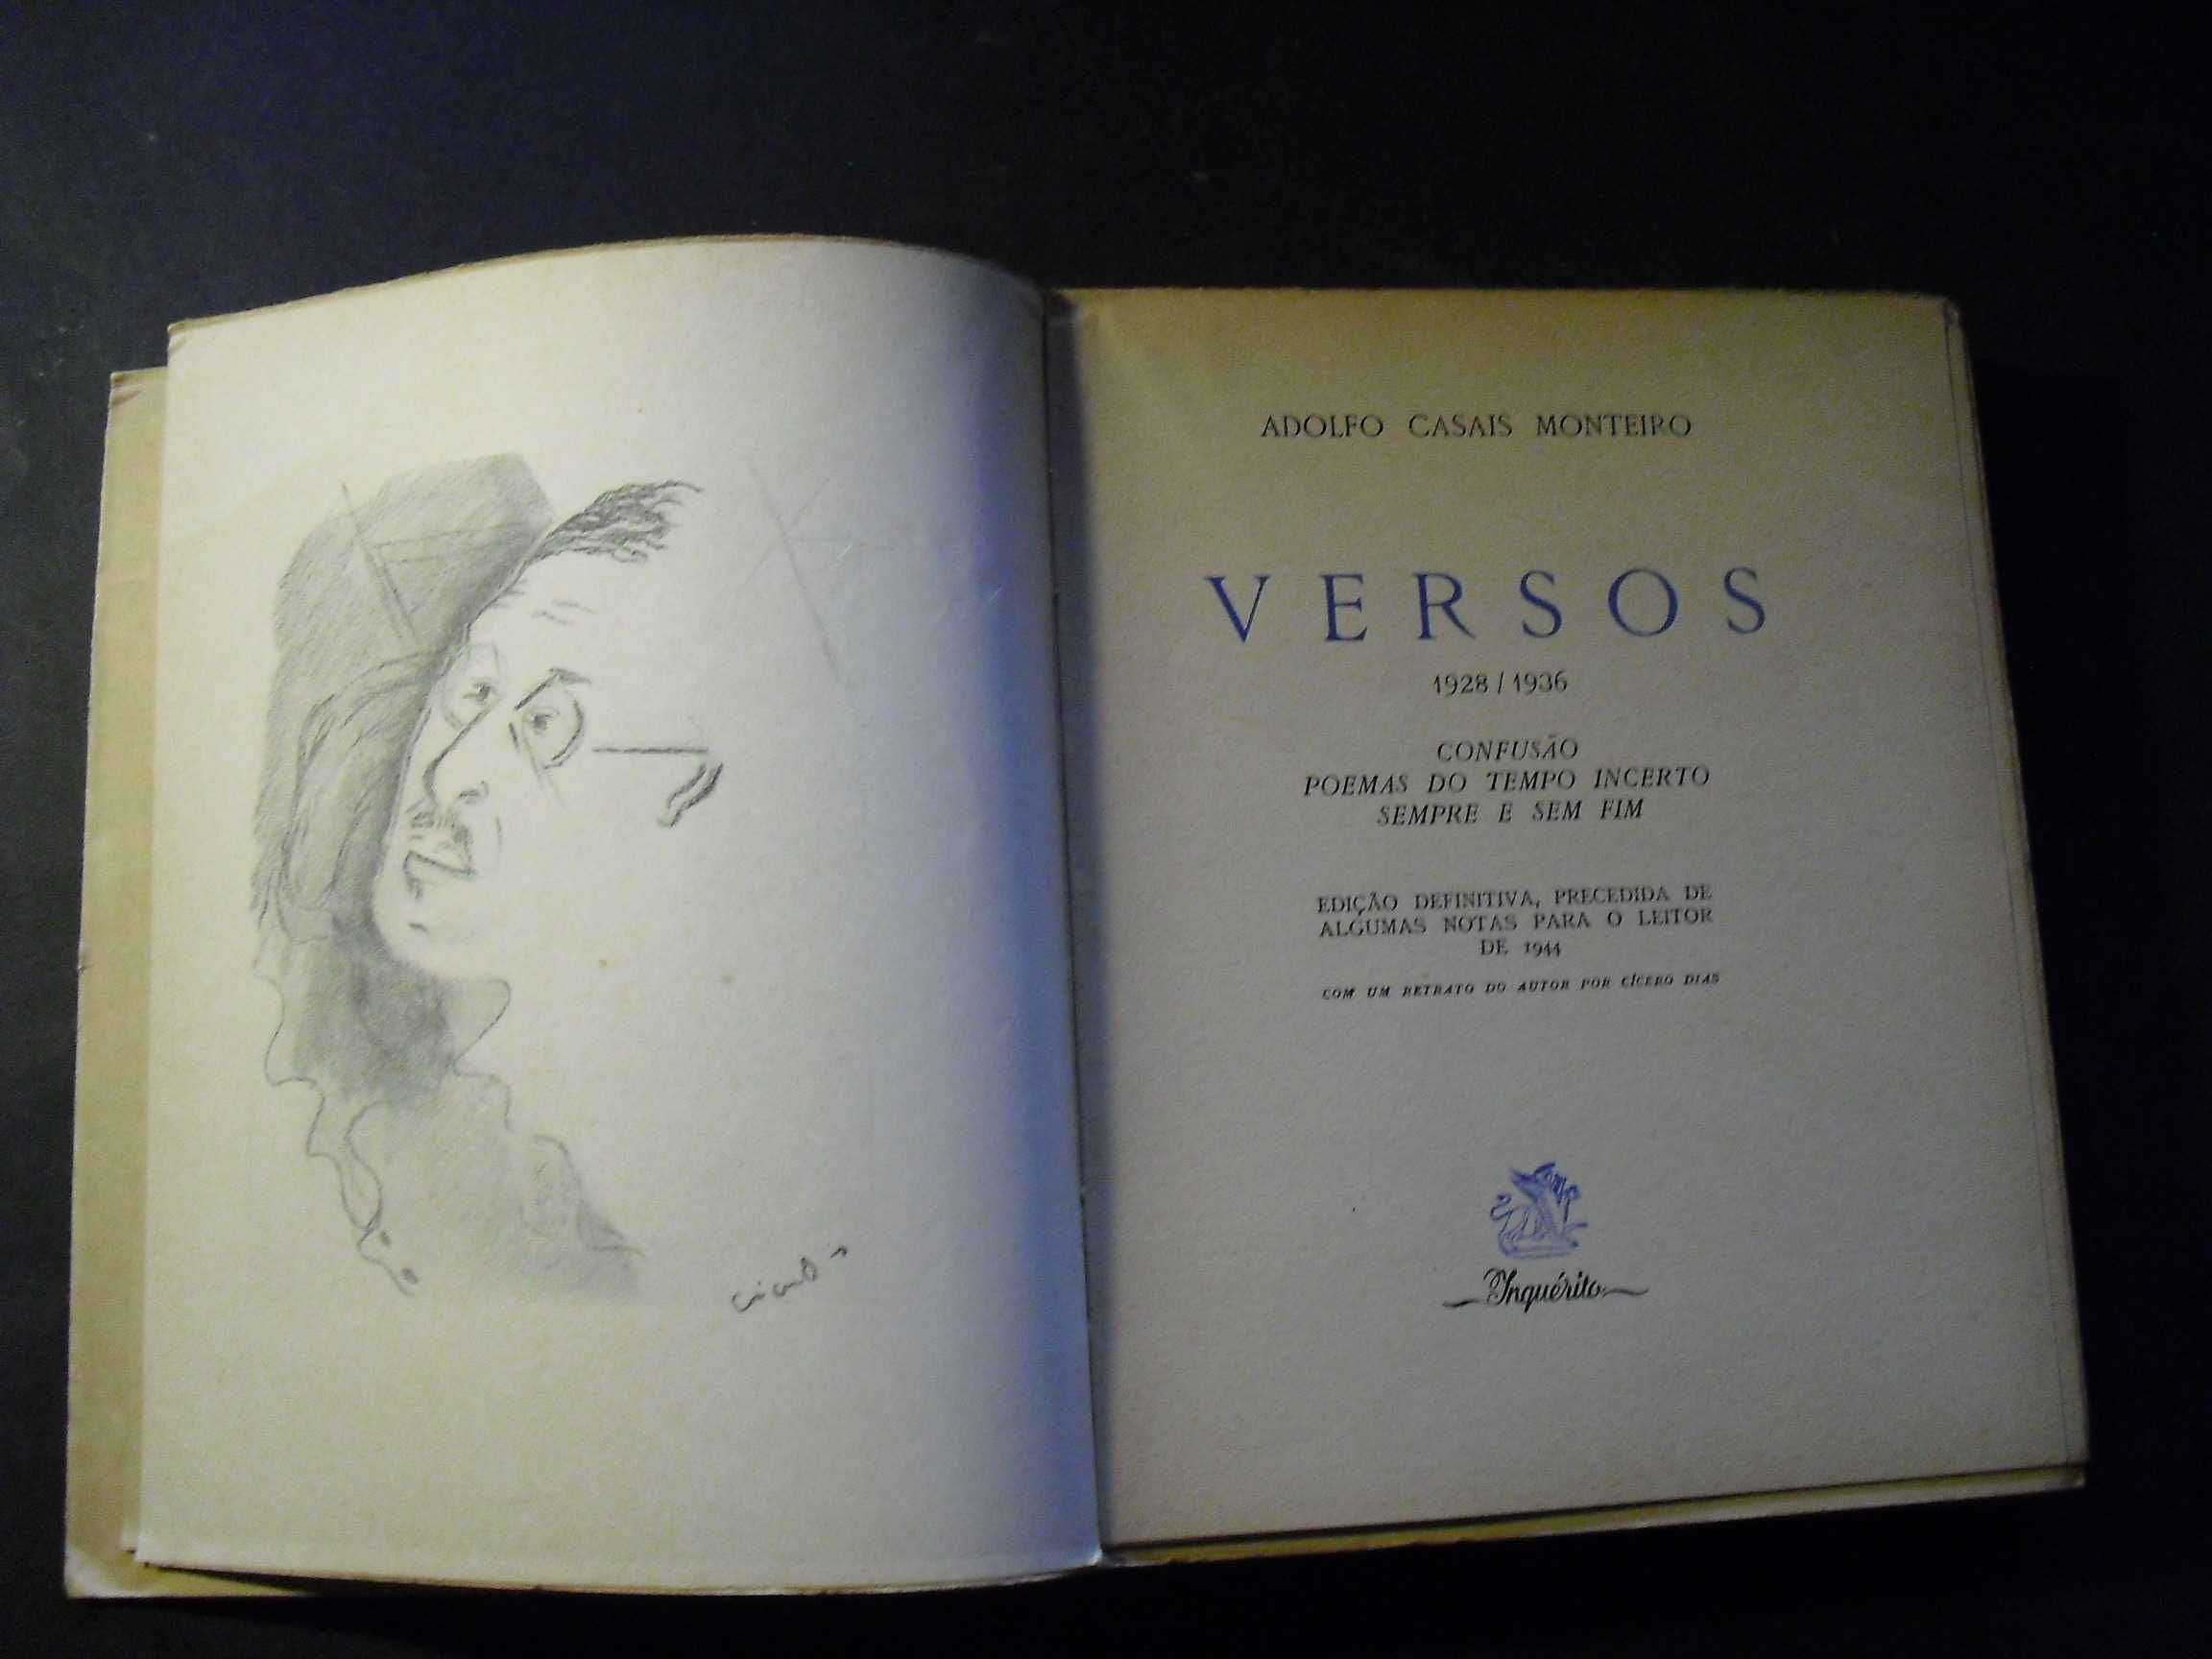 ADOLFO CASAIS MONTEIRO
VERSOS
1928 / 1936
CONFUSÃO
POEMAS DO TEMPO INCERTO
SEMPRE E SEM FIM
EDIÇÃO DEFINITIVA, PRECEDIDA DE
ALGUMAS NOTAS PARA O LEITOR
DE 1944
COM UM RETRATO DO AUTOR POR CÍCERO DIAS
Inquérito